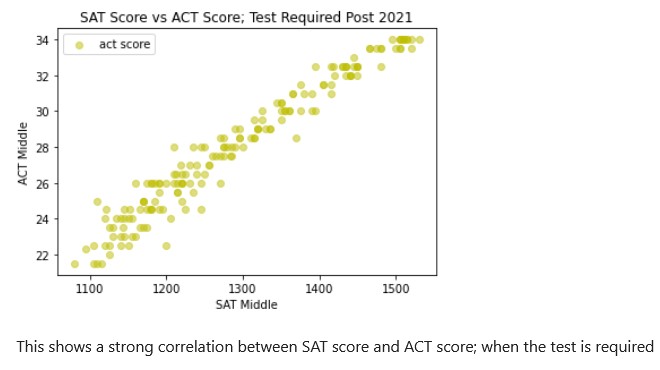 SAT Score vs ACT Score; Test Required Post 2021
act score
34
32
30
28
26
24
22
ACT Middle
1100 1200 1300 1400 1500
SAT Middle
This shows a strong correlation between SAT score and ACT score; when the test is required